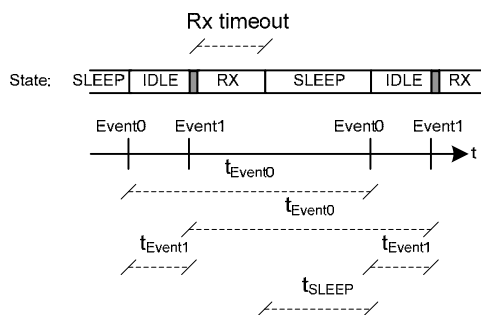 Rx timeout
State: SLEEP IDLE RX SLEEP IDLE RX
Event0 Event1 Event0 Event1
t
tEvent0
tEvent0
tEvent1 tEvent1
tSLEEP